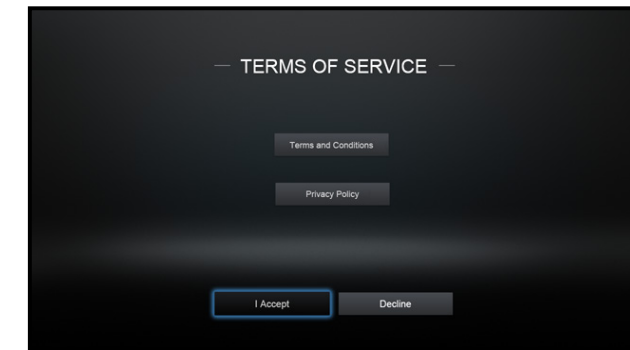 TERMS OF SERVICE
Terms and Conditions
Privacy Policy
I Accept Decline